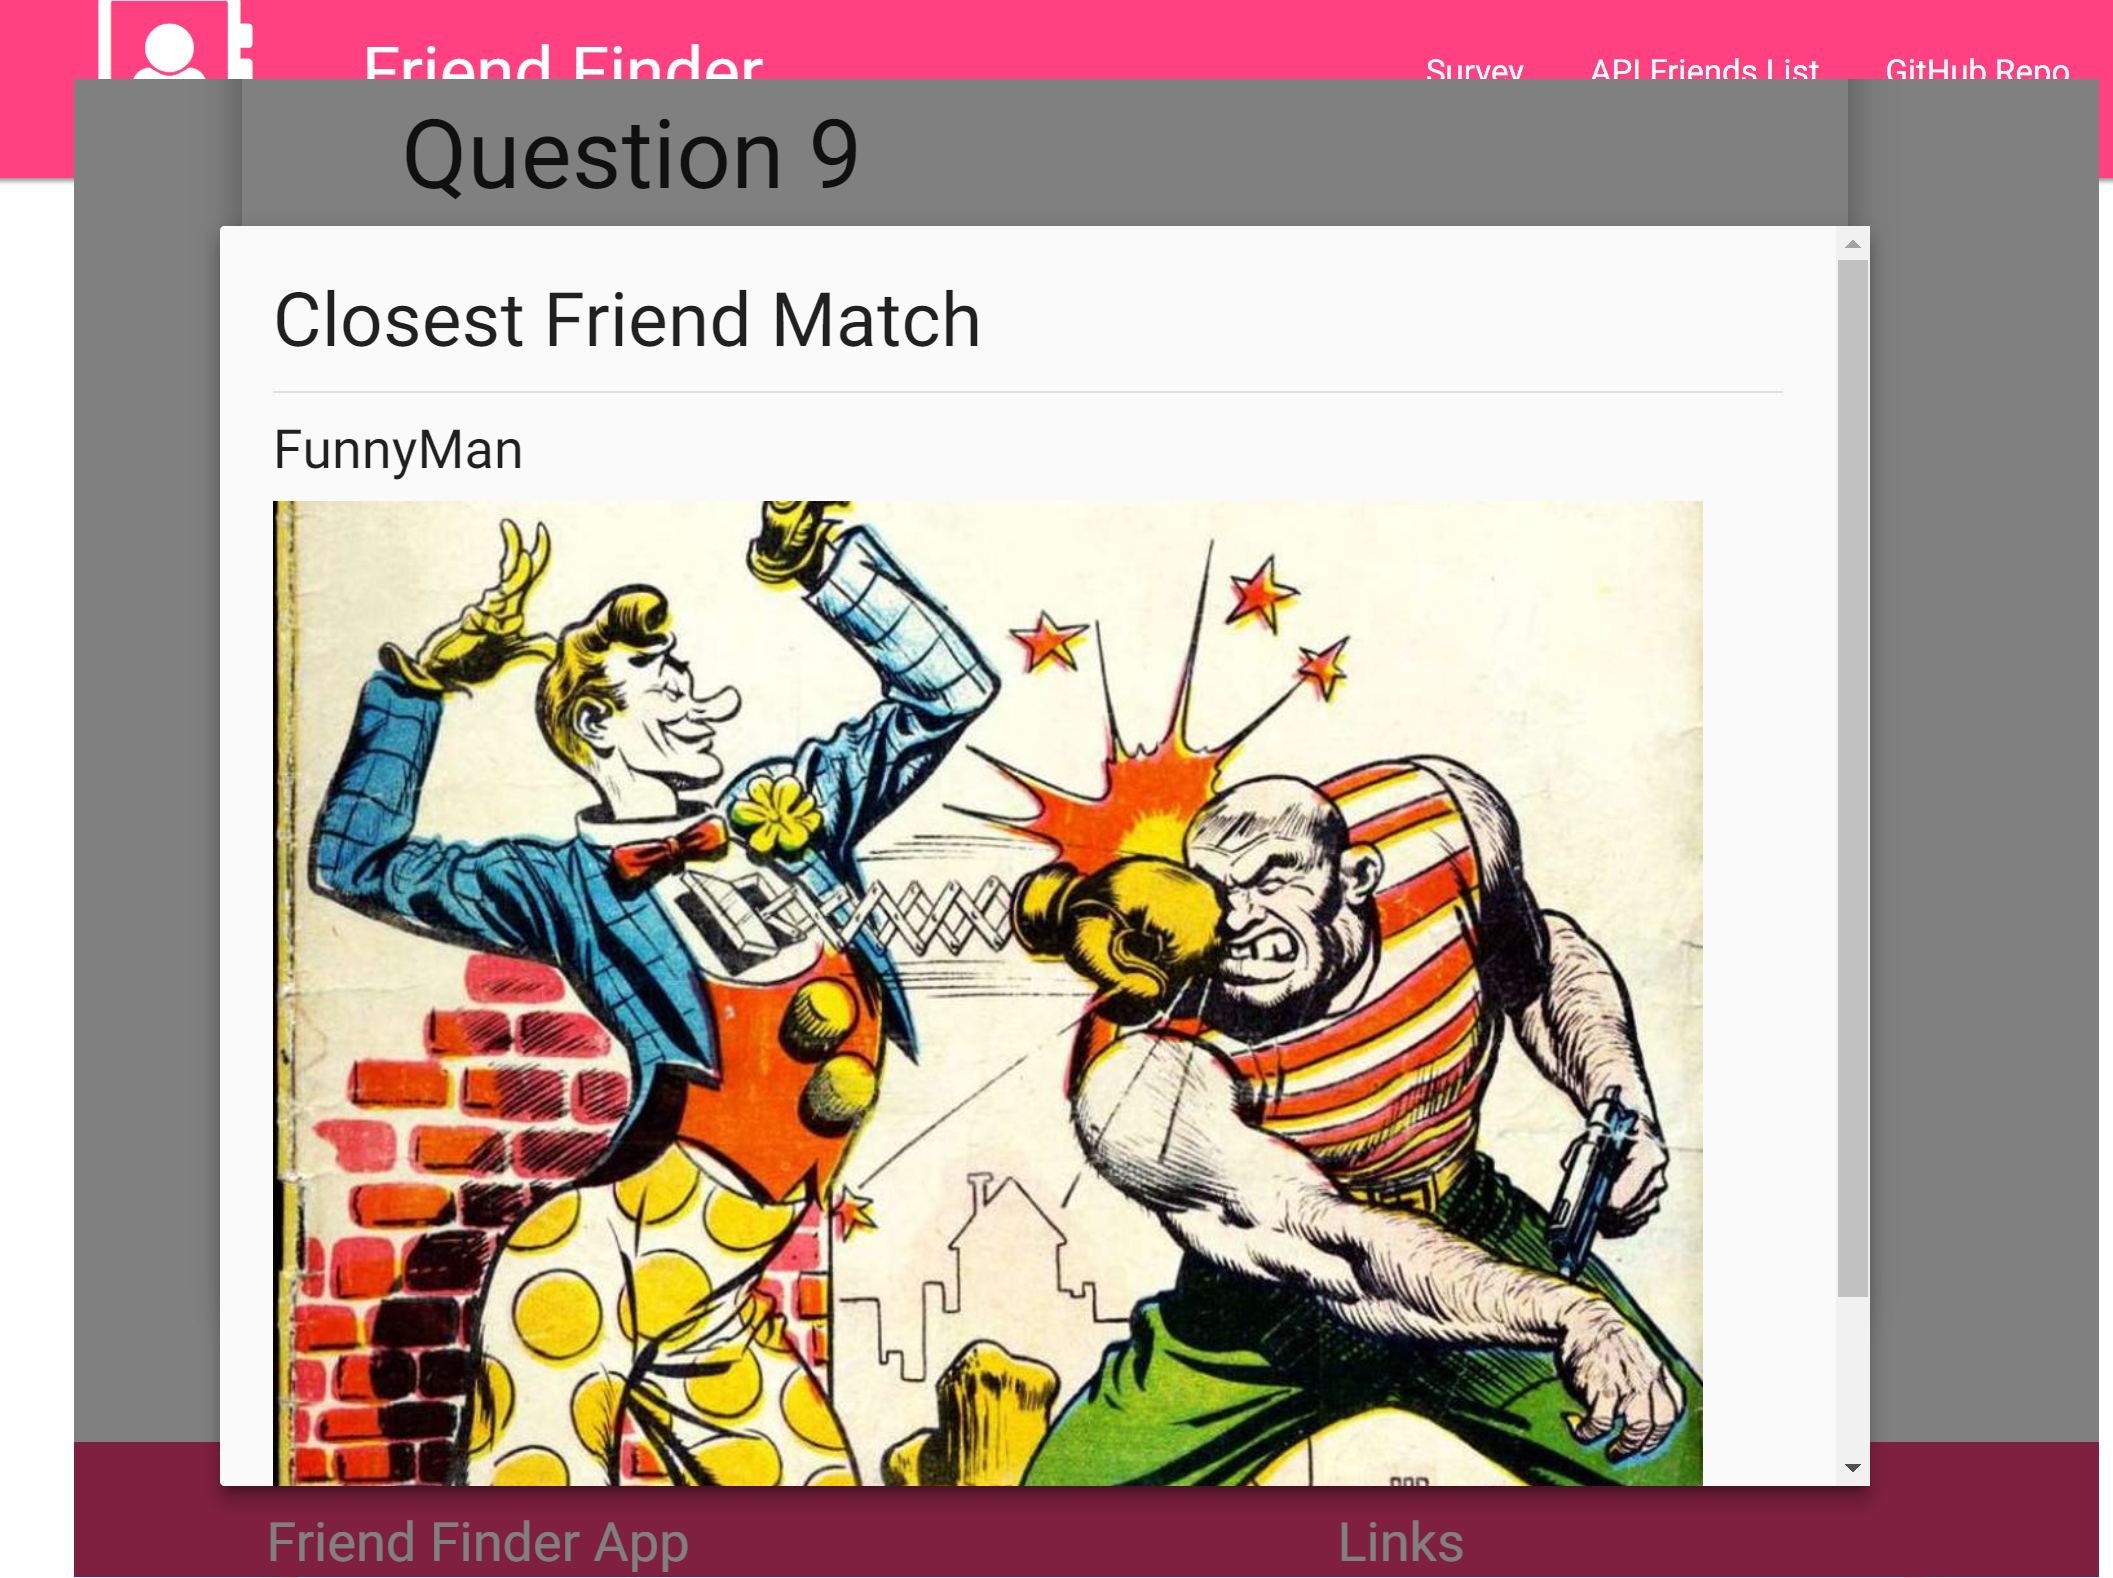 Friend Finder
Survey API Friends List GitHub Repo
Question 9
Closest Friend Match
FunnyMan
Friend Finder App Links